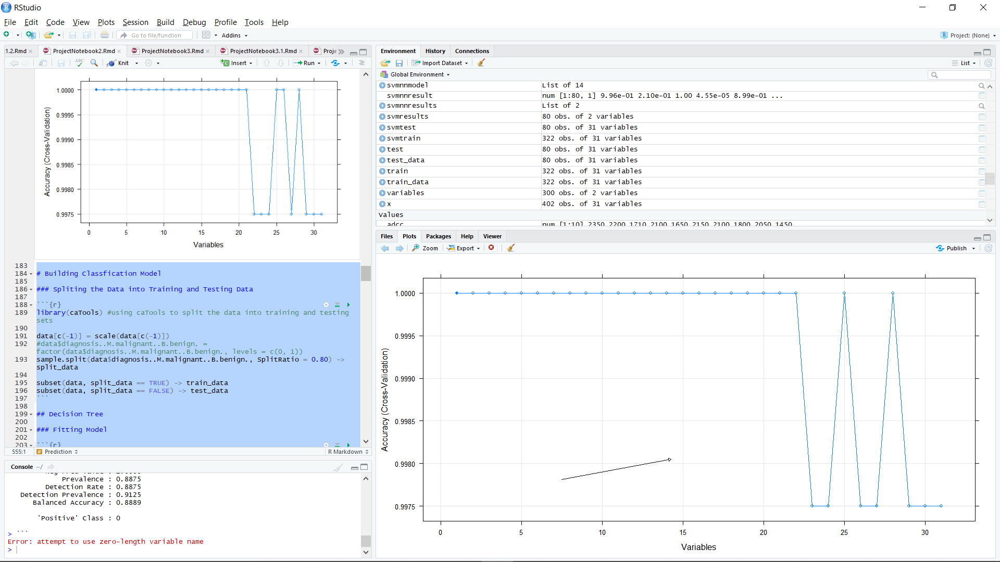 RStudio
File Edit Code View Plots Session Build Debug Profile Tools Help
Go to file/function Addins Project: (None)
1.2.Rmd ProjectNotebook2.Rmd ProjectNotebook3.Rmd ProjectNotebook3.1.Rmd Proje
ABC Knit Insert Run
1.0000
0.9995
0.9990
0.9985
0.9980
0.9975
Accuracy (Cross-Validation)
0 5 10 15 20 25 30
Variables
183
184 # Building Classfication Model
185
186 ### Spliting the Data into Training and Testing Data
187
188 ```{r}
189 library(caTools) #using caTools to split the data into training and testing
sets
190
191 data[c(-1)] = scale(data[c(-1)])
192 #data$diagnosis..M.malignant..B.benign. =
factor(data$diagnosis..M.malignant..B.benign., levels = c(0, 1))
193 sample.split(data$diagnosis..M.malignant..B.benign., SplitRatio = 0.80) ->
split_data
194
195 subset(data, split_data == TRUE) -> train_data
196 subset(data, split_data == FALSE) -> test_data
197 ```
198
199 ## Decision Tree
200
201 ### Fitting Model
202
203 ```{r}
555:1 # Prediction R Markdown
Console ~/
Prevalence : 0.8875
Detection Rate : 0.8875
Detection Prevalence : 0.9125
Balanced Accuracy : 0.8889
'Positive' Class : 0
> ```
Error: attempt to use zero-length variable name
>
Environment History Connections
Import Dataset List
Global Environment
svmnnmodel List of 14
svmnnresult num [1:80, 1] 9.96e-01 2.10e-01 1.00 4.55e-05 8.99e-01 ...
svmnnresults List of 2
svmresults 80 obs. of 2 variables
svmtest 80 obs. of 31 variables
svmtrain 322 obs. of 31 variables
test 80 obs. of 31 variables
test_data 80 obs. of 31 variables
train 322 obs. of 31 variables
train_data 322 obs. of 31 variables
variables 300 obs. of 2 variables
x 402 obs. of 31 variables
Values
adcc num [1:10] 2350 2200 1710 2100 1650 2150 2100 1800 2050 1450
Files Plots Packages Help Viewer
Zoom Export Publish
1.0000
0.9995
0.9990
0.9985
0.9980
0.9975
Accuracy (Cross-Validation)
0 5 10 15 20 25 30
Variables